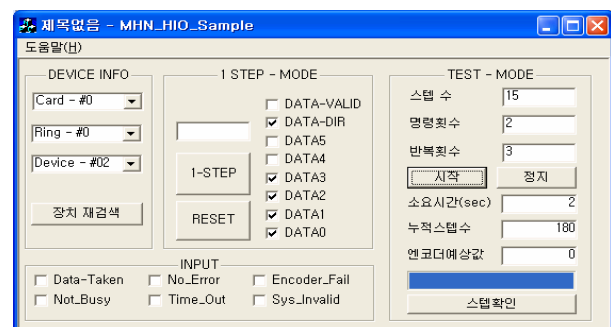 제목없음 - MHN_HIO_Sample
도움말(H)
DEVICE INFO
Card - #0
Ring - #0
Device - #02
장치 재검색
1 STEP - MODE
1-STEP
RESET
DATA-VALID
DATA-DIR
DATA5
DATA4
DATA3
DATA2
DATA1
DATA0
INPUT
Data-Taken No_Error Encoder_Fail
Not_Busy Time_Out Sys_Invalid
TEST - MODE
스텝 수 15
명령횟수 2
반복횟수 3
시작 정지
소요시간(sec) 2
누적스텝수 180
엔코더예상값 0
스텝확인